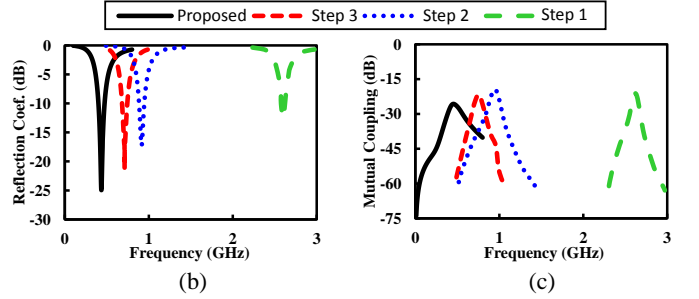 Proposed Step 3 Step 2 Step 1
Reflection Coef. (dB)
0
-5
-10
-15
-20
-25
-30
0 1 2 3
Frequency (GHz)
(b)
Mutual Coupling (dB)
0
-15
-30
-45
-60
-75
0 1 2 3
Frequency (GHz)
(c)